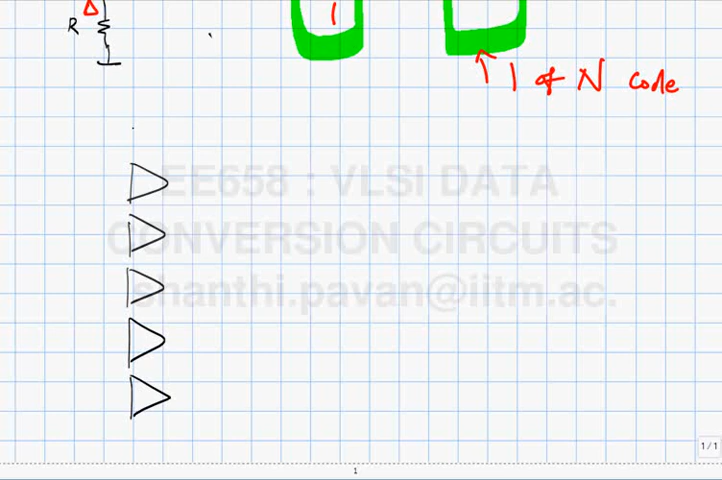 Δ
R
1
1 of N code
EE658 : VLSI DATA
CONVERSION CIRCUITS
shanthi.pavan@iitm.ac.
1/1
1